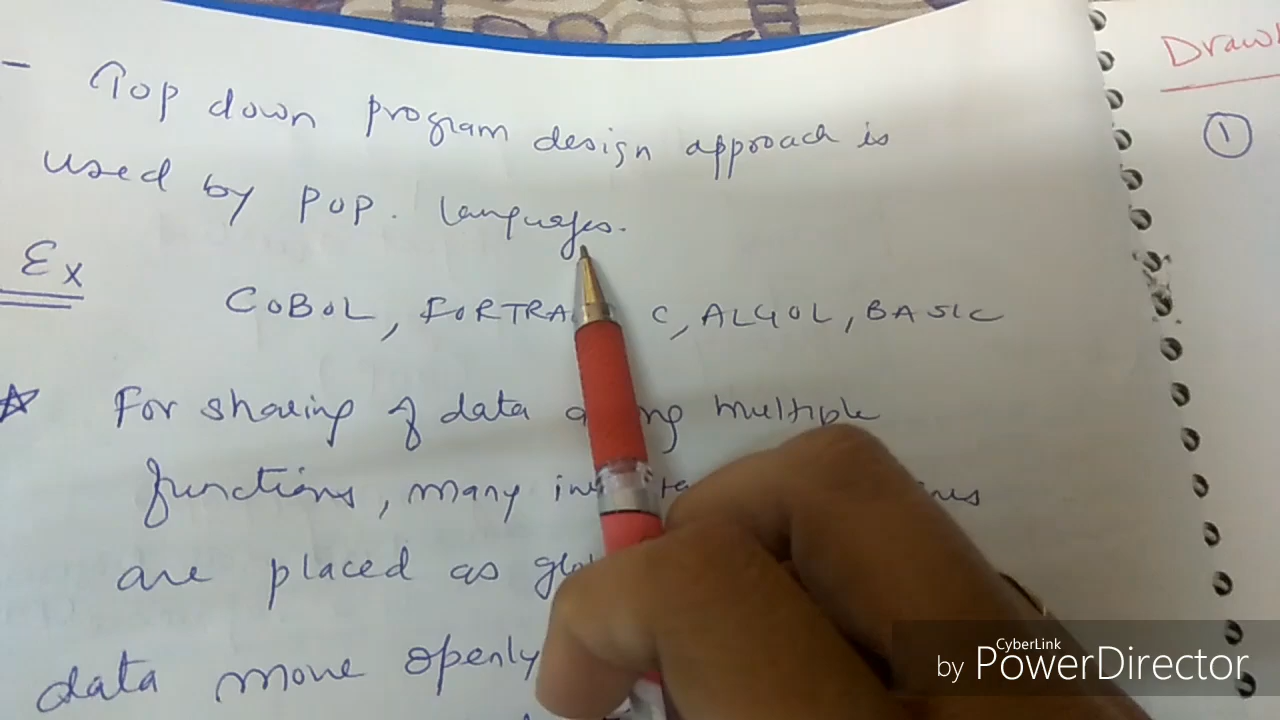 - Top down program design approach is
used by POP. languages.
Ex
COBOL, FORTRA C, ALGOL, BASIC
☆ For sharing of data among multiple
functions, many
are placed as
data move openly
Draw
①
CyberLink
by PowerDirector